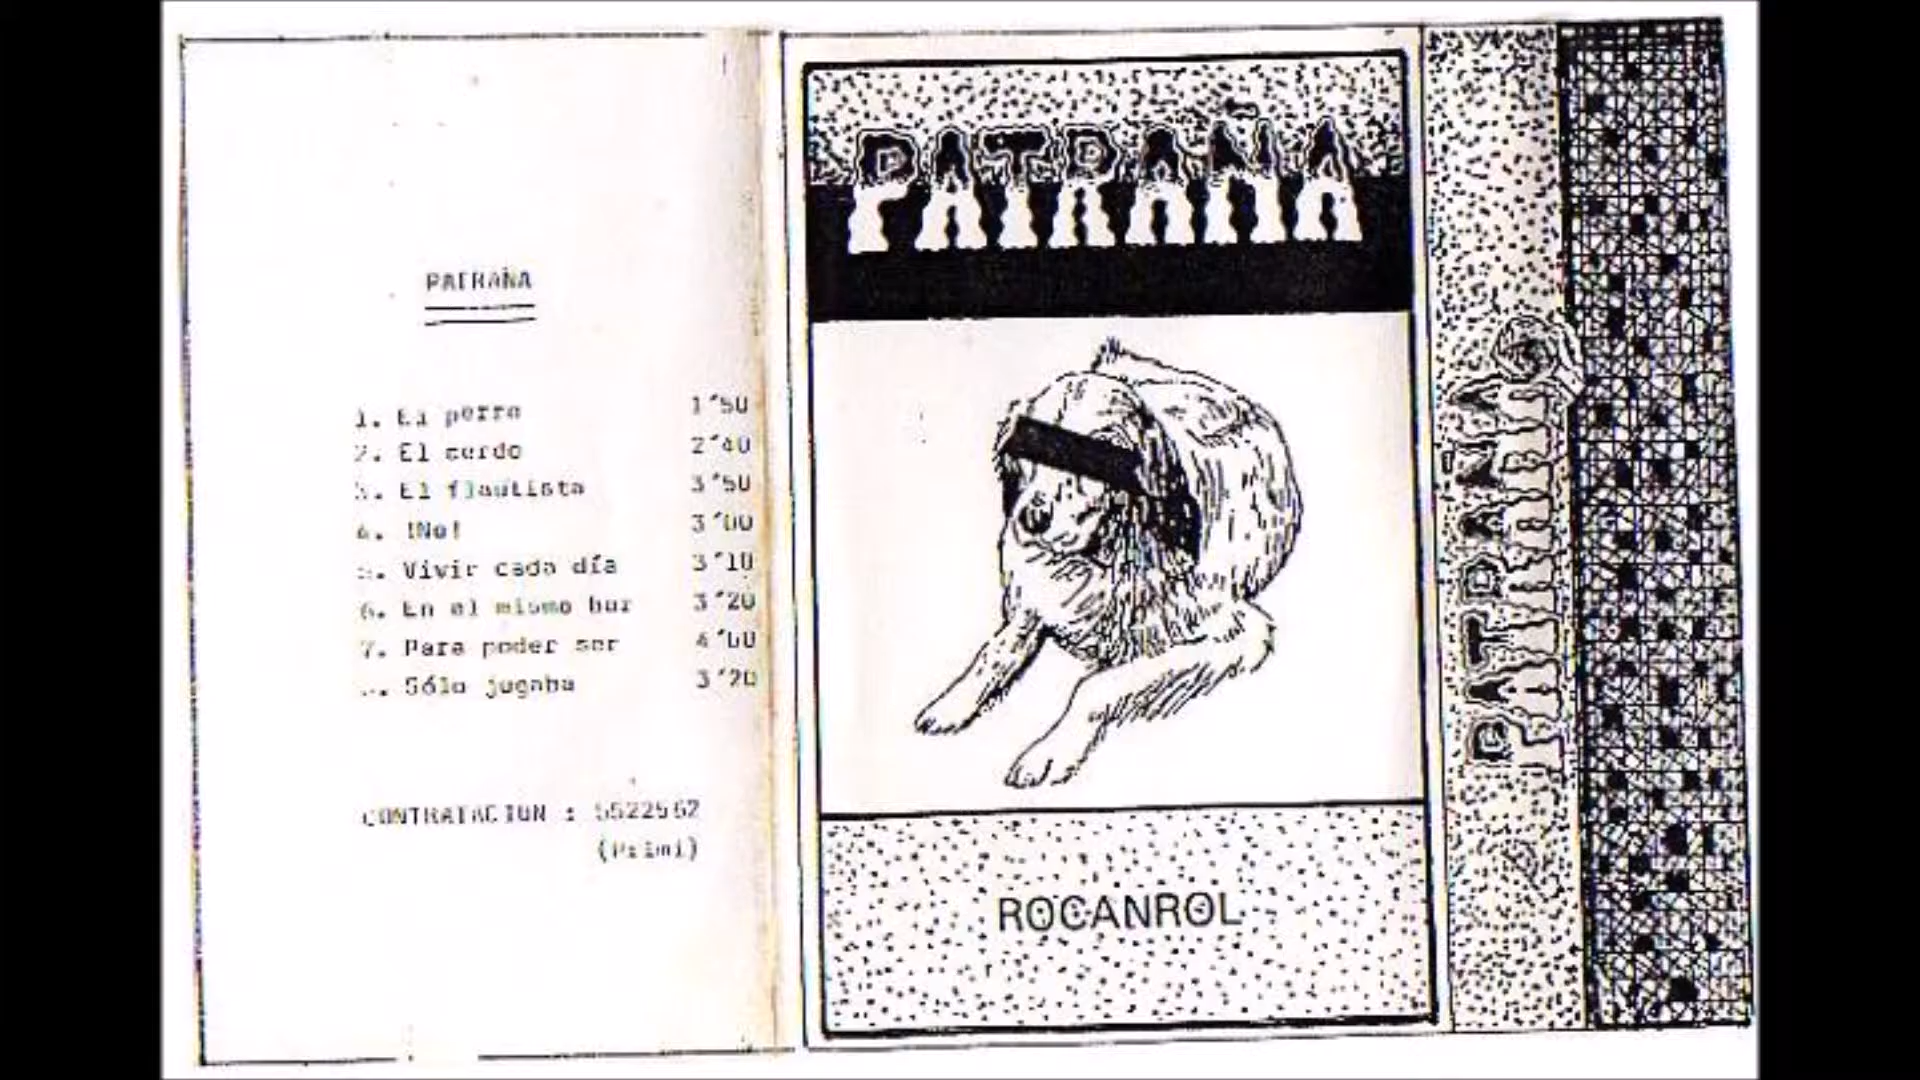 PATRAÑA
1. El perro 1´50
2. El cerdo 2´40
3. El flautista 3´50
4. !No! 3´00
5. Vivir cada día 3´10
6. En el mismo bar 3´20
7. Para poder ser 4´00
Sólo jugaba 3´20
CONTRATACION : 5522562
(Primi)
PATRAÑA
ROCANROL
PATRAÑA